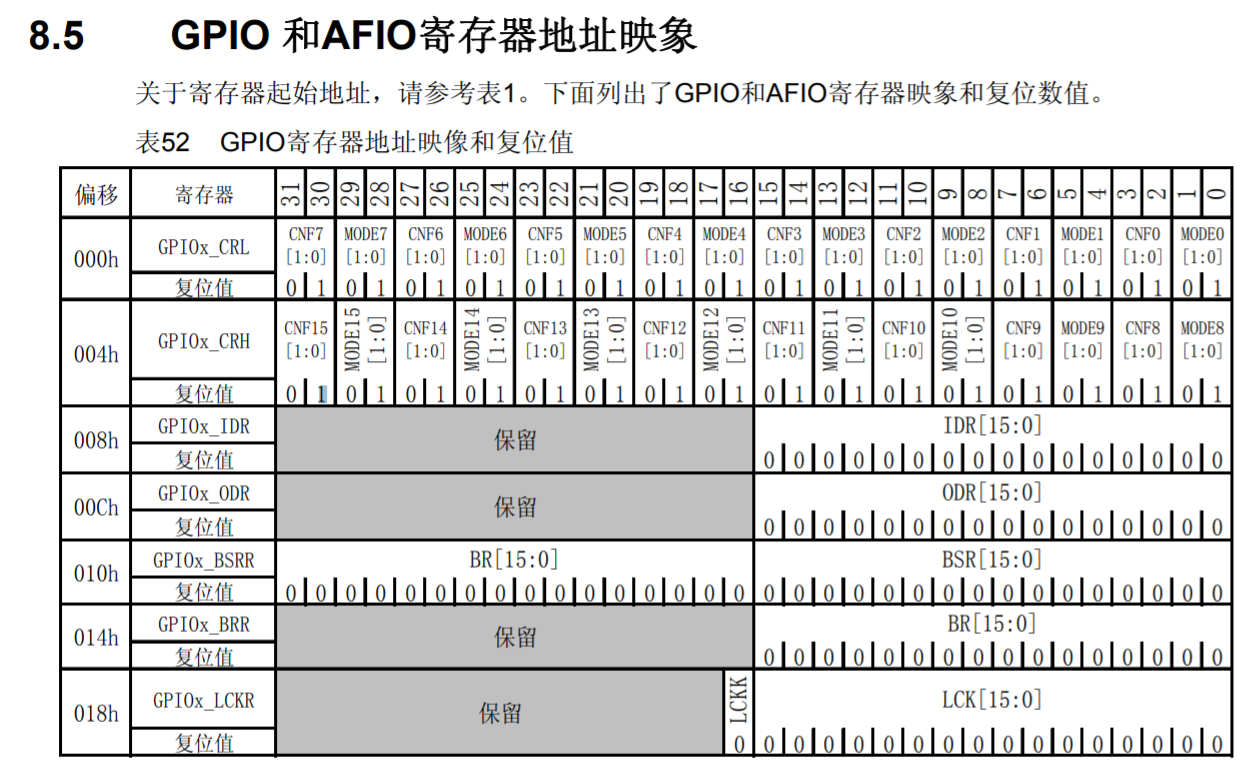 8.5 GPIO 和AFIO寄存器地址映象
关于寄存器起始地址，请参考表1。下面列出了GPIO和AFIO寄存器映象和复位数值。
表52 GPIO寄存器地址映像和复位值
偏移 寄存器 31 30 29 28 27 26 25 24 23 22 21 20 19 18 17 16 15 14 13 12 11 10 9 8 7 6 5 4 3 2 1 0
000h GPIOx_CRL CNF7 [1:0] MODE7 [1:0] CNF6 [1:0] MODE6 [1:0] CNF5 [1:0] MODE5 [1:0] CNF4 [1:0] MODE4 [1:0] CNF3 [1:0] MODE3 [1:0] CNF2 [1:0] MODE2 [1:0] CNF1 [1:0] MODE1 [1:0] CNF0 [1:0] MODE0 [1:0]
复位值 0 1 0 1 0 1 0 1 0 1 0 1 0 1 0 1 0 1 0 1 0 1 0 1 0 1 0 1 0 1 0 1
004h GPIOx_CRH CNF15 [1:0] MODE15 [1:0] CNF14 [1:0] MODE14 [1:0] CNF13 [1:0] MODE13 [1:0] CNF12 [1:0] MODE12 [1:0] CNF11 [1:0] MODE11 [1:0] CNF10 [1:0] MODE10 [1:0] CNF9 [1:0] MODE9 [1:0] CNF8 [1:0] MODE8 [1:0]
复位值 0 1 0 1 0 1 0 1 0 1 0 1 0 1 0 1 0 1 0 1 0 1 0 1 0 1 0 1 0 1 0 1
008h GPIOx_IDR 保留 IDR[15:0]
复位值 0 0 0 0 0 0 0 0 0 0 0 0 0 0 0 0
00Ch GPIOx_ODR 保留 ODR[15:0]
复位值 0 0 0 0 0 0 0 0 0 0 0 0 0 0 0 0
010h GPIOx_BSRR BR[15:0] BSR[15:0]
复位值 0 0 0 0 0 0 0 0 0 0 0 0 0 0 0 0 0 0 0 0 0 0 0 0 0 0 0 0 0 0 0 0
014h GPIOx_BRR 保留 BR[15:0]
复位值 0 0 0 0 0 0 0 0 0 0 0 0 0 0 0 0
018h GPIOx_LCKR 保留 LCKK LCK[15:0]
复位值 0 0 0 0 0 0 0 0 0 0 0 0 0 0 0 0 0